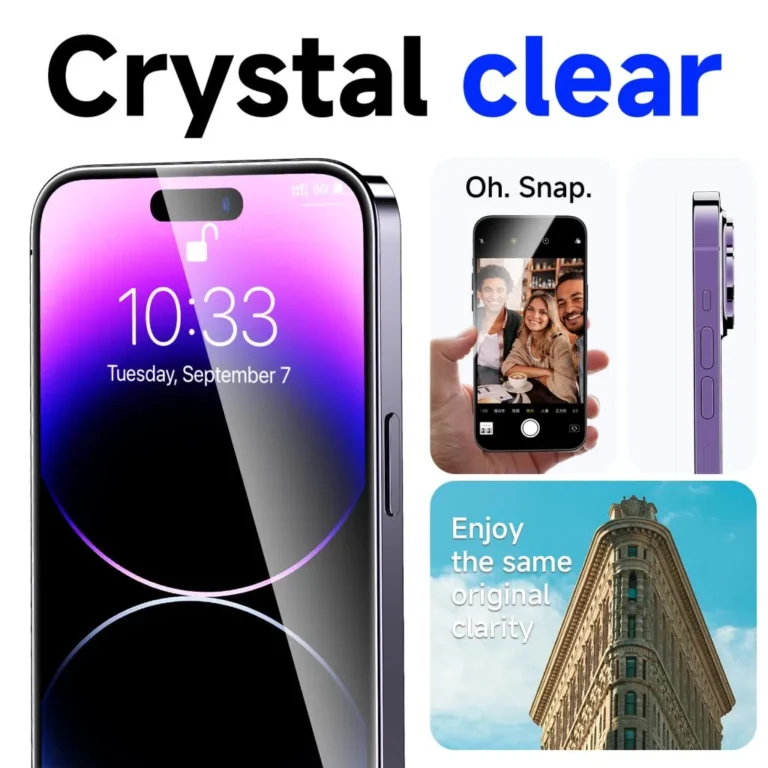 Crystal clear
10:33
Tuesday, September 7
Oh. Snap.
Enjoy
the same
original
clarity